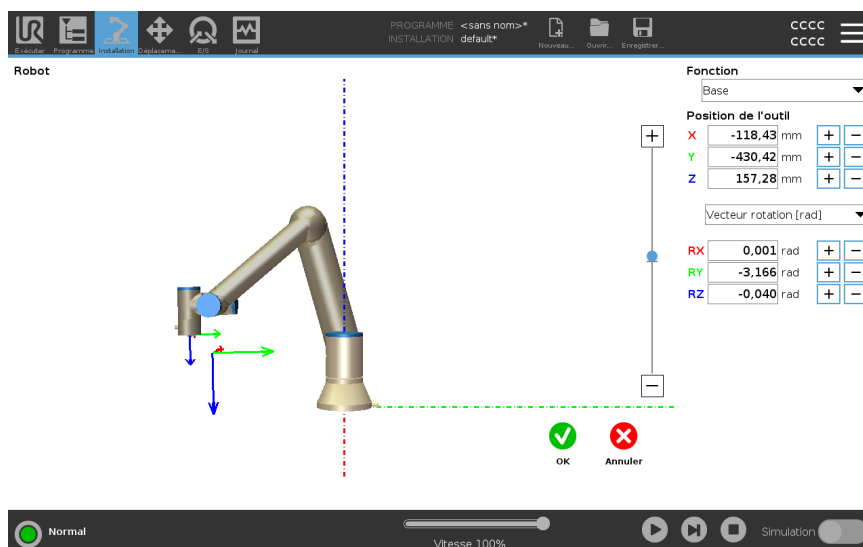 PROGRAMME <sans nom>*
INSTALLATION default*
Exécuter Programme Installation Déplaceme... E/S Journal
Nouveau... Ouvrir... Enregistrer...
cccc
cccc
Robot
Fonction
Base
Position de l'outil
X -118,43 mm + −
Y -430,42 mm + −
Z 157,28 mm + −
Vecteur rotation [rad]
RX 0,001 rad + −
RY -3,166 rad + −
RZ -0,040 rad + −
OK Annuler
Normal
Vitesse 100%
Simulation